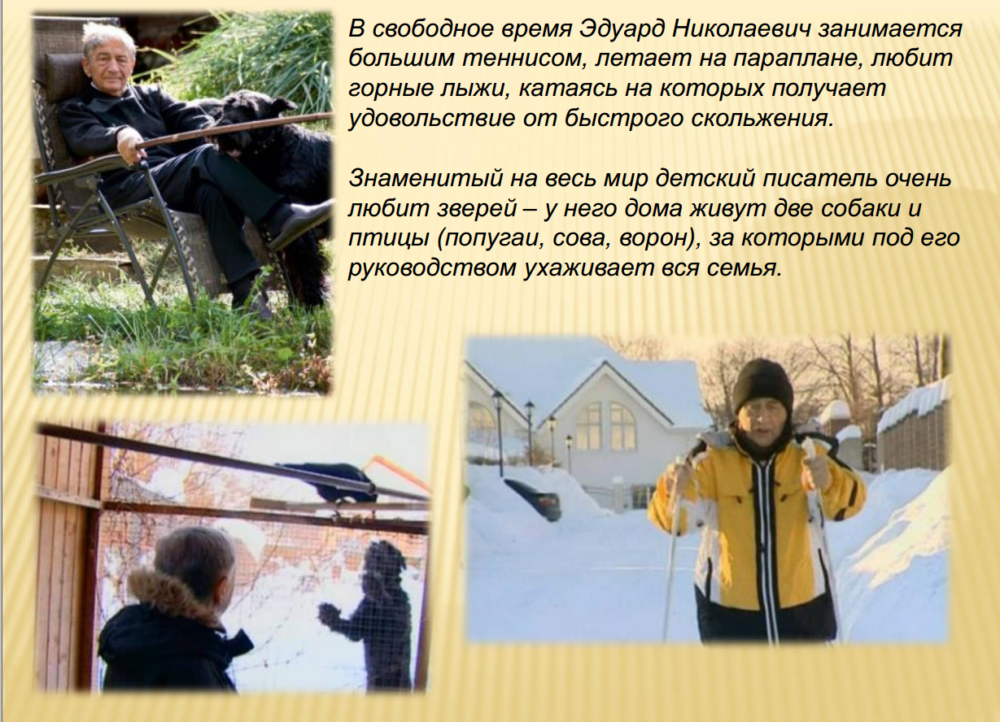 В свободное время Эдуард Николаевич занимается
большим теннисом, летает на параплане, любит
горные лыжи, катаясь на которых получает
удовольствие от быстрого скольжения.
Знаменитый на весь мир детский писатель очень
любит зверей – у него дома живут две собаки и
птицы (попугаи, сова, ворон), за которыми под его
руководством ухаживает вся семья.